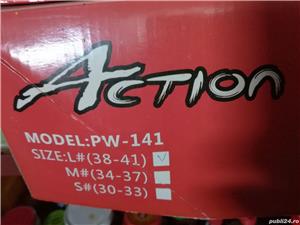 ACTION
MODEL:PW-141
SIZE:L#(38-41)
M#(34-37)
S#(30-33)
© publi24.ro